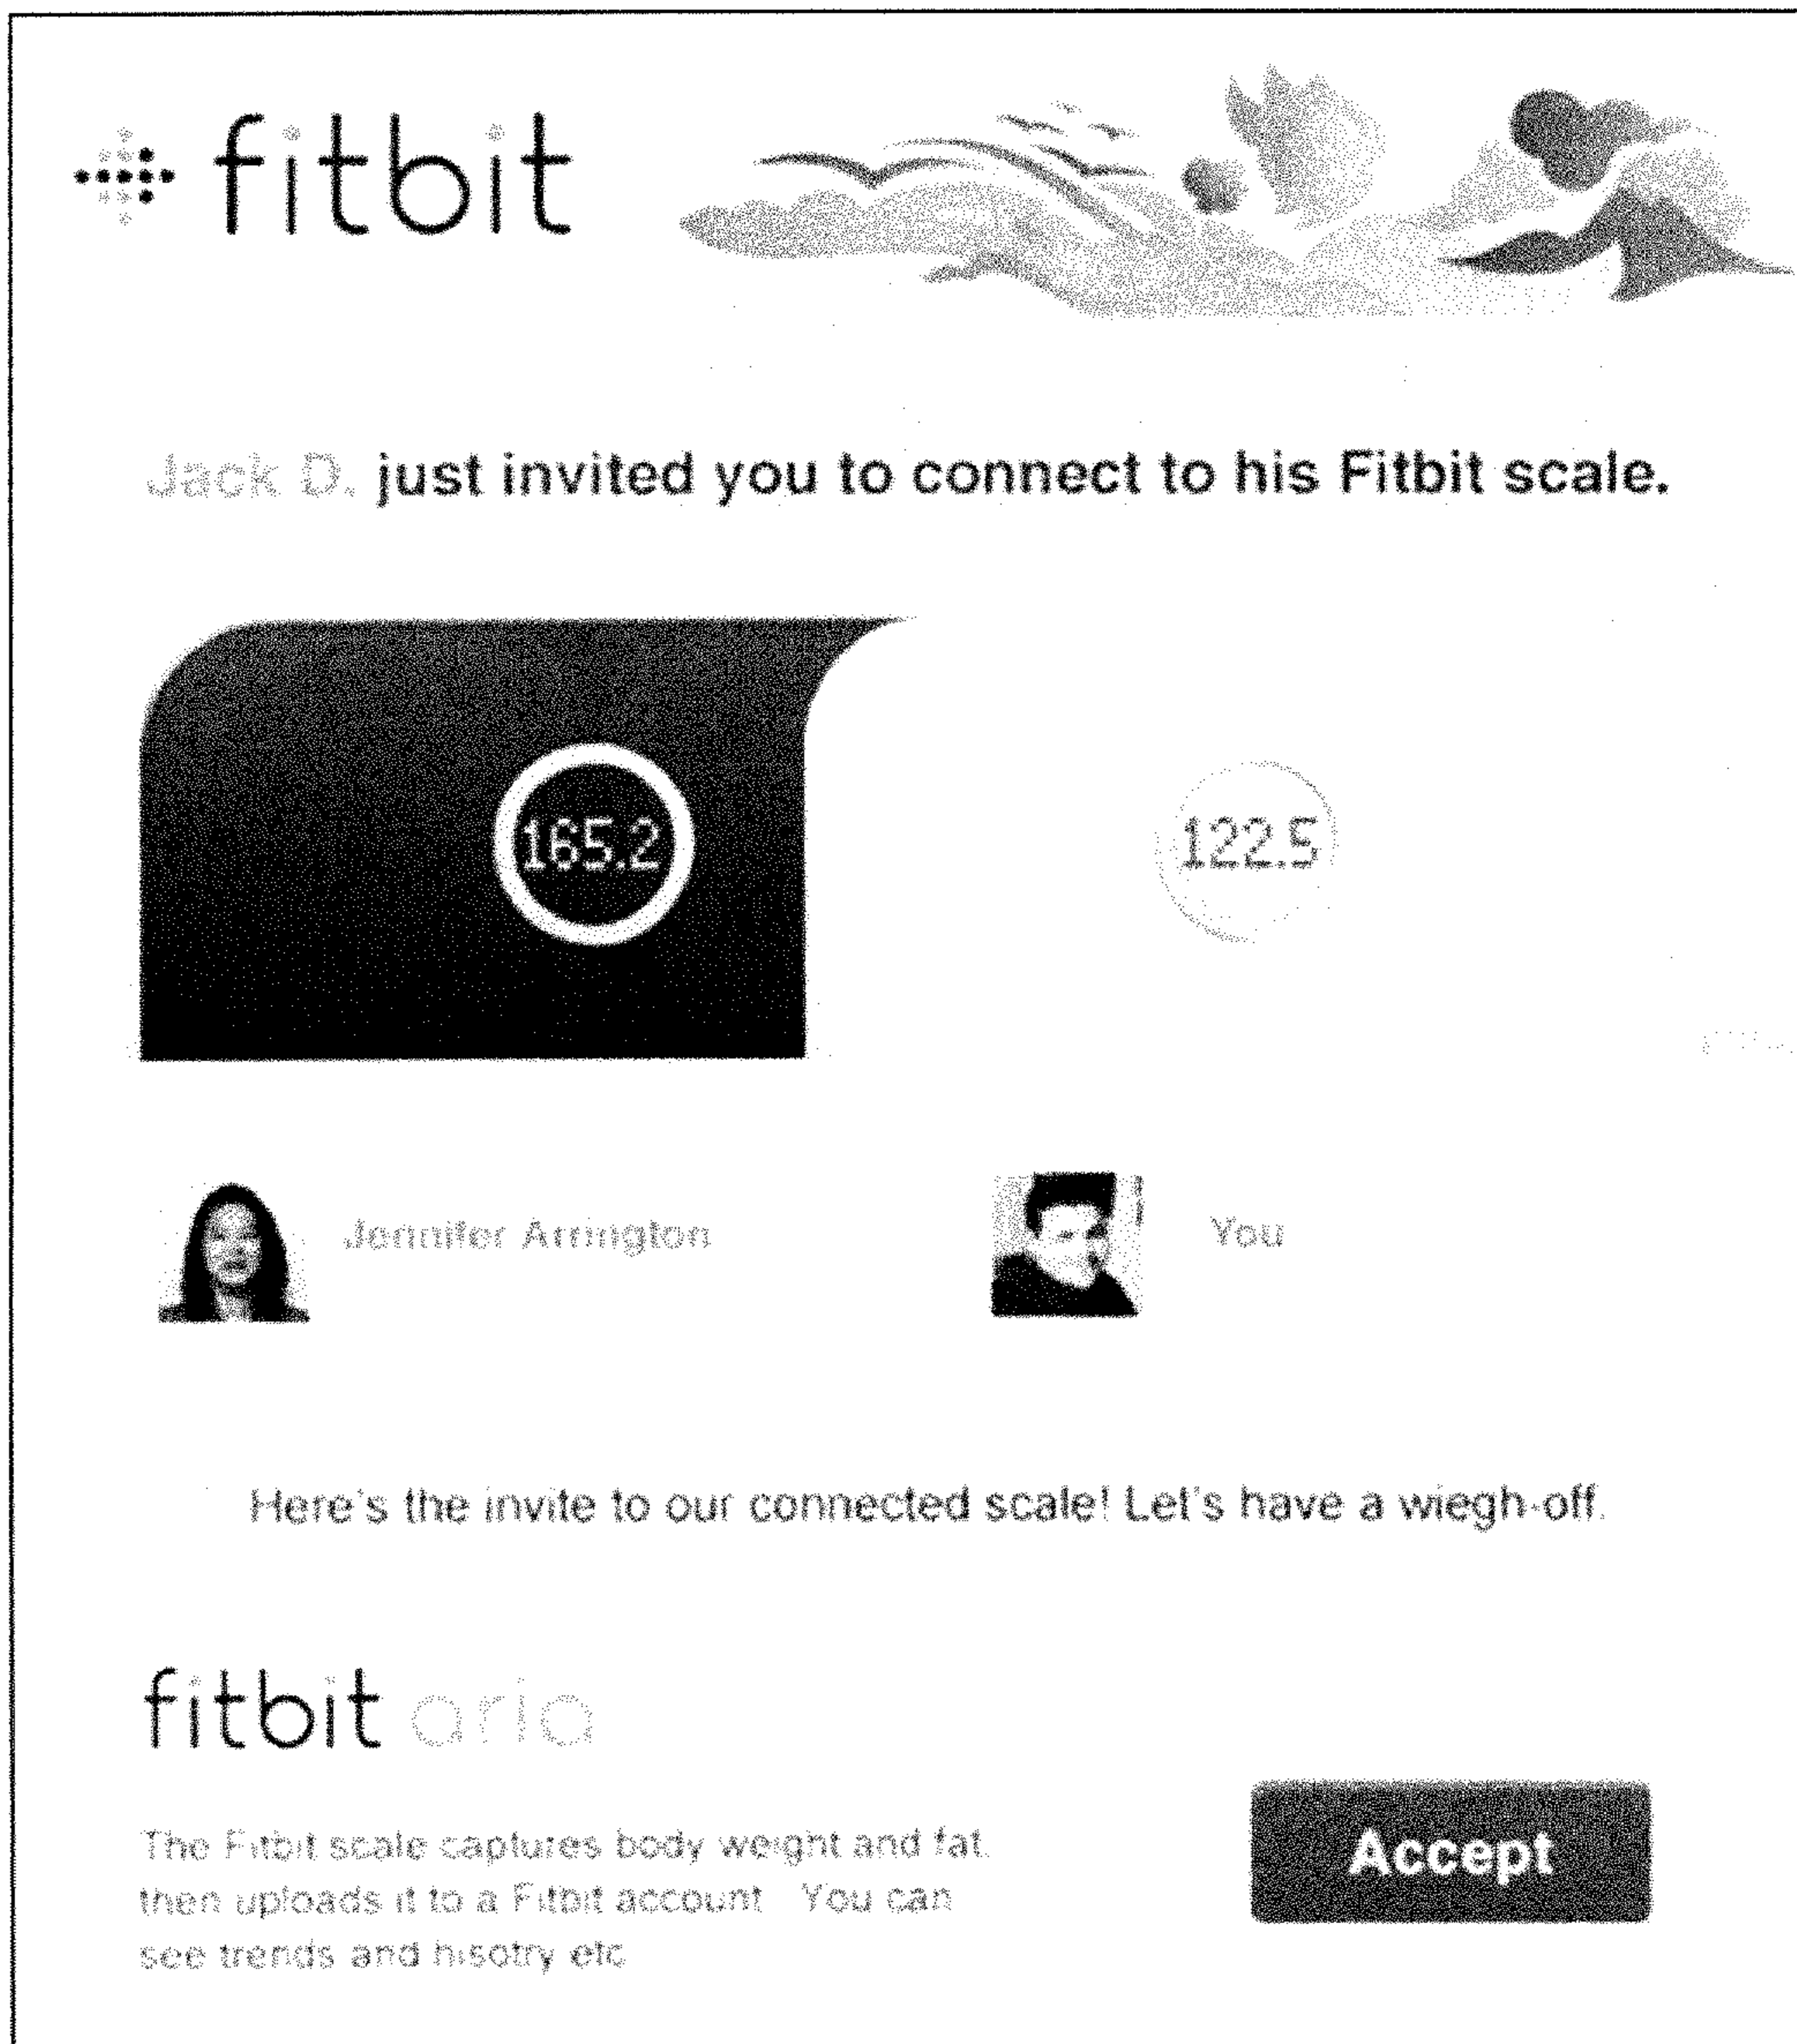 fitbit
Jack D. just invited you to connect to his Fitbit scale.
165.2
122.5
Jennifer Arrington
You
Here's the invite to our connected scale! Let's have a wiegh-off.
fitbit aria
The Fitbit scale captures body weight and fat.
then uploads it to a Fitbit account You can
see trends and hisotry etc
Accept